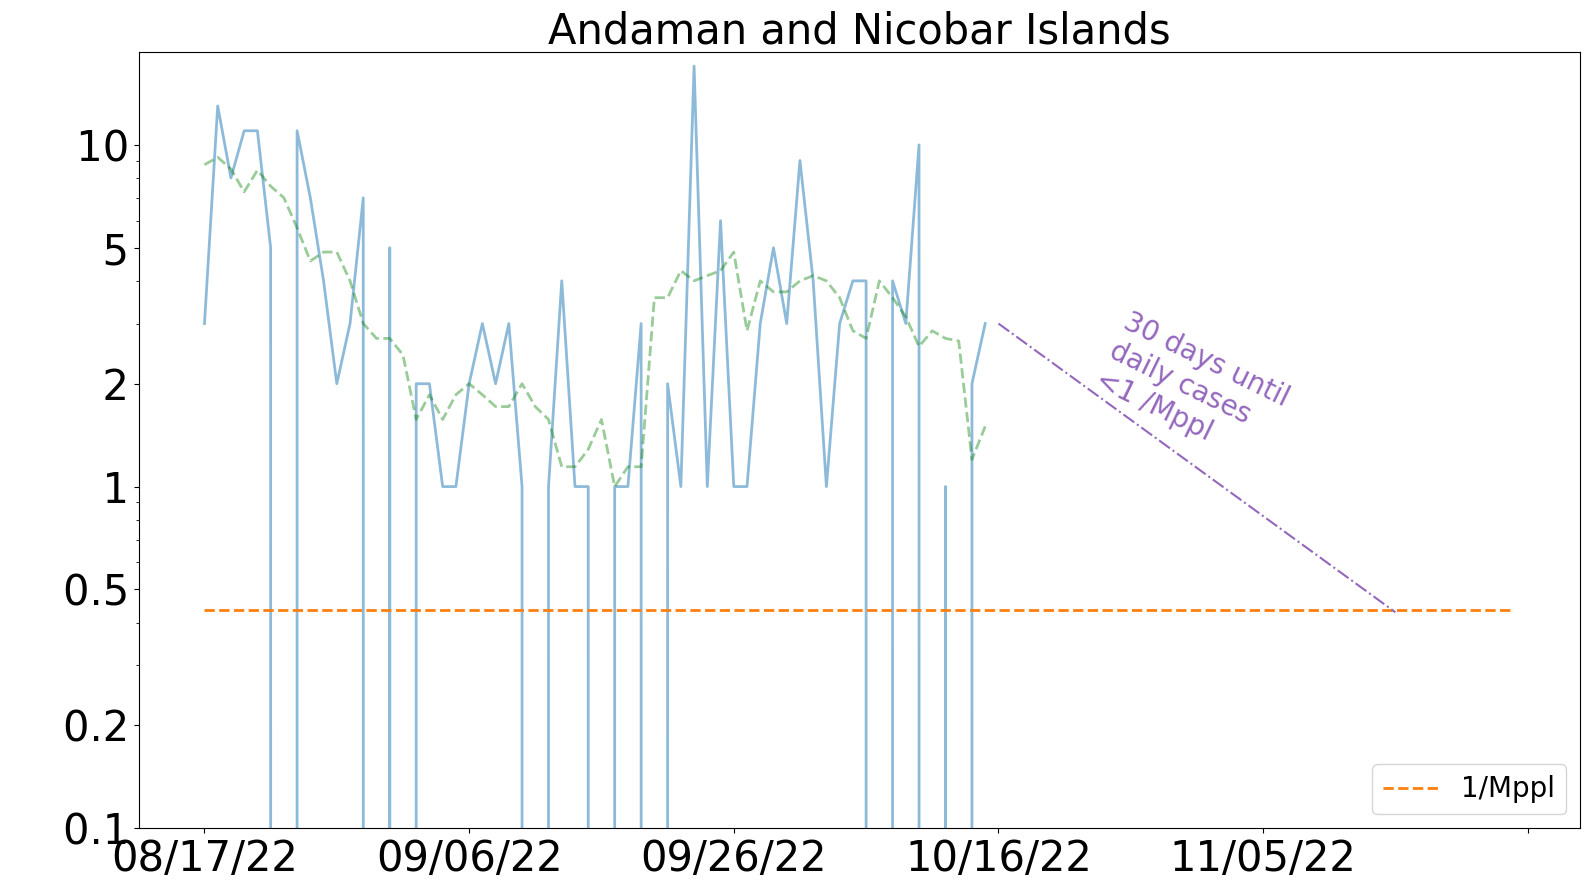 Andaman and Nicobar Islands
10
5
2
1
0.5
0.2
0.1
30 days until
daily cases
<1 /Mppl
1/Mppl
08/17/22
09/06/22
09/26/22
10/16/22
11/05/22